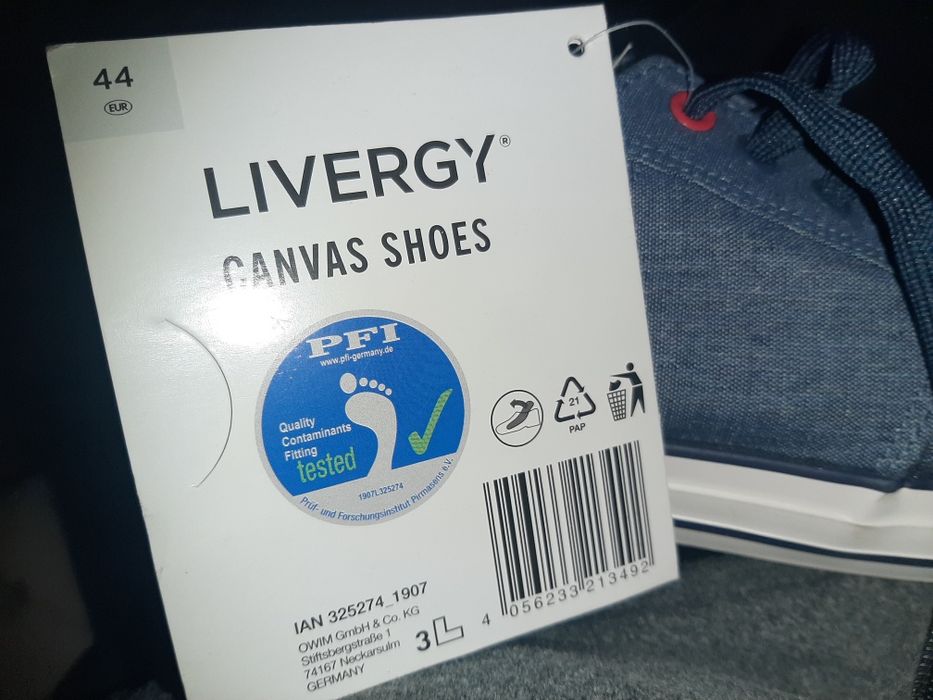 44
EUR
LIVERGY®
CANVAS SHOES
PFI
www.pfi-germany.de
Quality
Contaminants
Fitting
tested
1907L325274
Prüf- und Forschungsinstitut Pirmasens e.V.
21
PAP
IAN 325274_1907
OWIM GmbH & Co. KG
Stiftsbergstraße 1
74167 Neckarsulm
GERMANY
3L
4 056233 213492